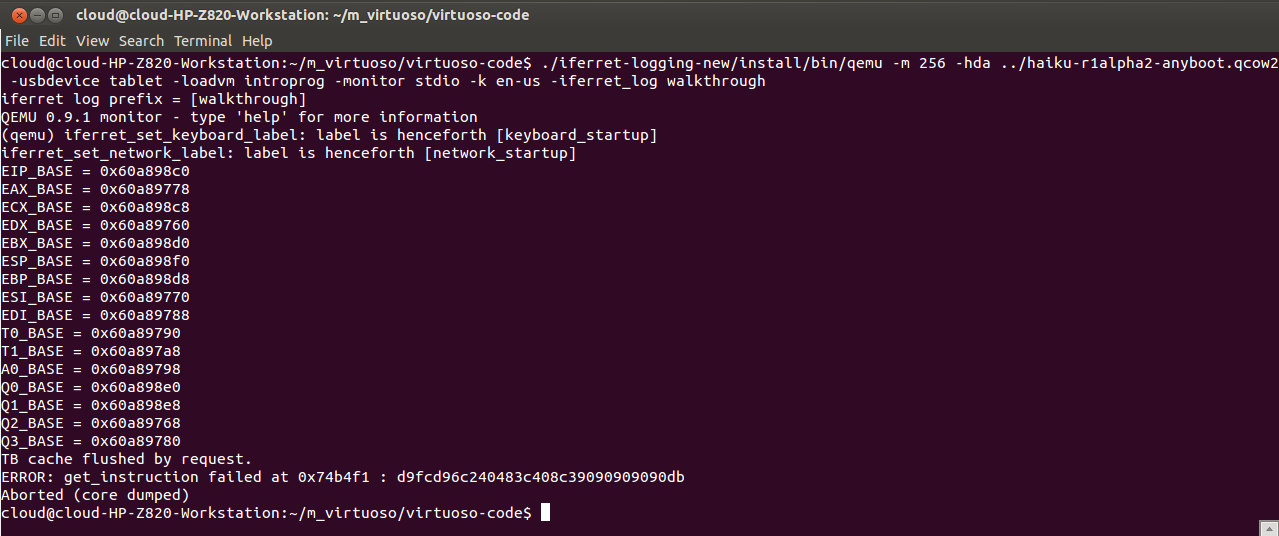 cloud@cloud-HP-Z820-Workstation: ~/m_virtuoso/virtuoso-code
File Edit View Search Terminal Help
cloud@cloud-HP-Z820-Workstation:~/m_virtuoso/virtuoso-code$ ./iferret-logging-new/install/bin/qemu -m 256 -hda ../haiku-r1alpha2-anyboot.qcow2
-usbdevice tablet -loadvm introprog -monitor stdio -k en-us -iferret_log walkthrough
iferret log prefix = [walkthrough]
QEMU 0.9.1 monitor - type 'help' for more information
(qemu) iferret_set_keyboard_label: label is henceforth [keyboard_startup]
iferret_set_network_label: label is henceforth [network_startup]
EIP_BASE = 0x60a898c0
EAX_BASE = 0x60a89778
ECX_BASE = 0x60a898c8
EDX_BASE = 0x60a89760
EBX_BASE = 0x60a898d0
ESP_BASE = 0x60a898f0
EBP_BASE = 0x60a898d8
ESI_BASE = 0x60a89770
EDI_BASE = 0x60a89788
T0_BASE = 0x60a89790
T1_BASE = 0x60a897a8
A0_BASE = 0x60a89798
Q0_BASE = 0x60a898e0
Q1_BASE = 0x60a898e8
Q2_BASE = 0x60a89768
Q3_BASE = 0x60a89780
TB cache flushed by request.
ERROR: get_instruction failed at 0x74b4f1 : d9fcd96c240483c408c39090909090db
Aborted (core dumped)
cloud@cloud-HP-Z820-Workstation:~/m_virtuoso/virtuoso-code$